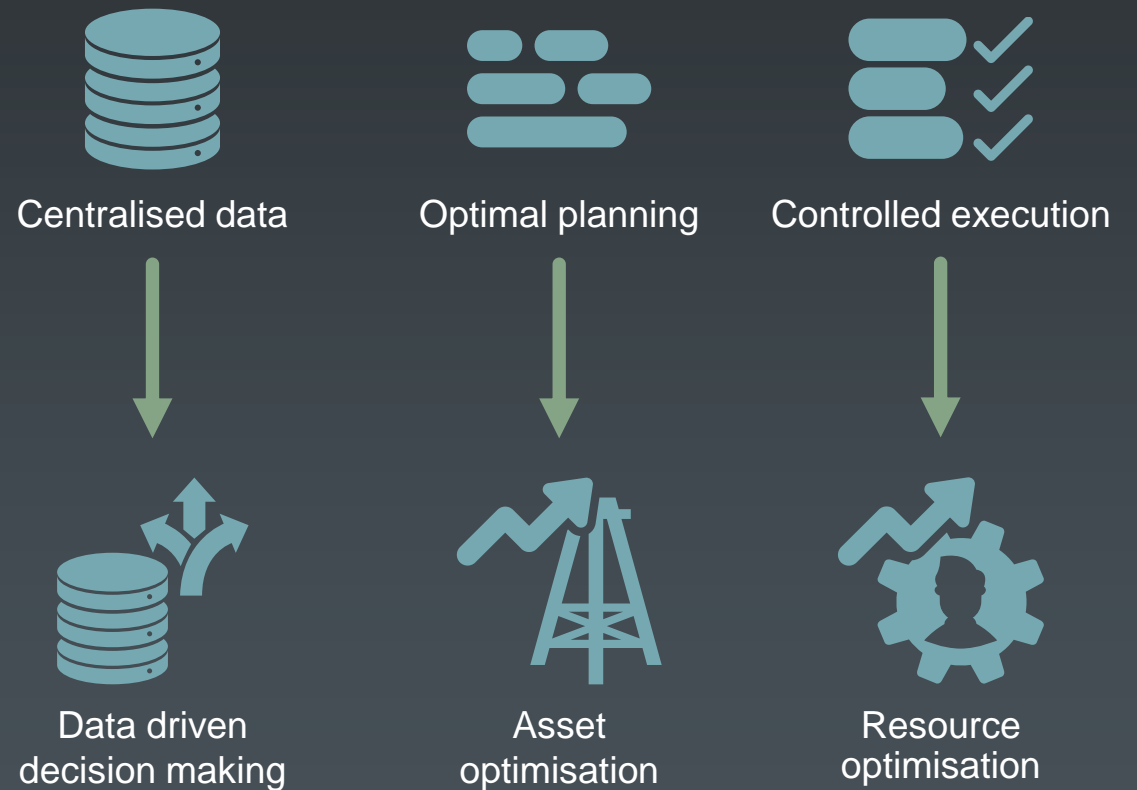 Centralised data
Optimal planning
Controlled execution
Data driven
decision making
Asset
optimisation
Resource
optimisation